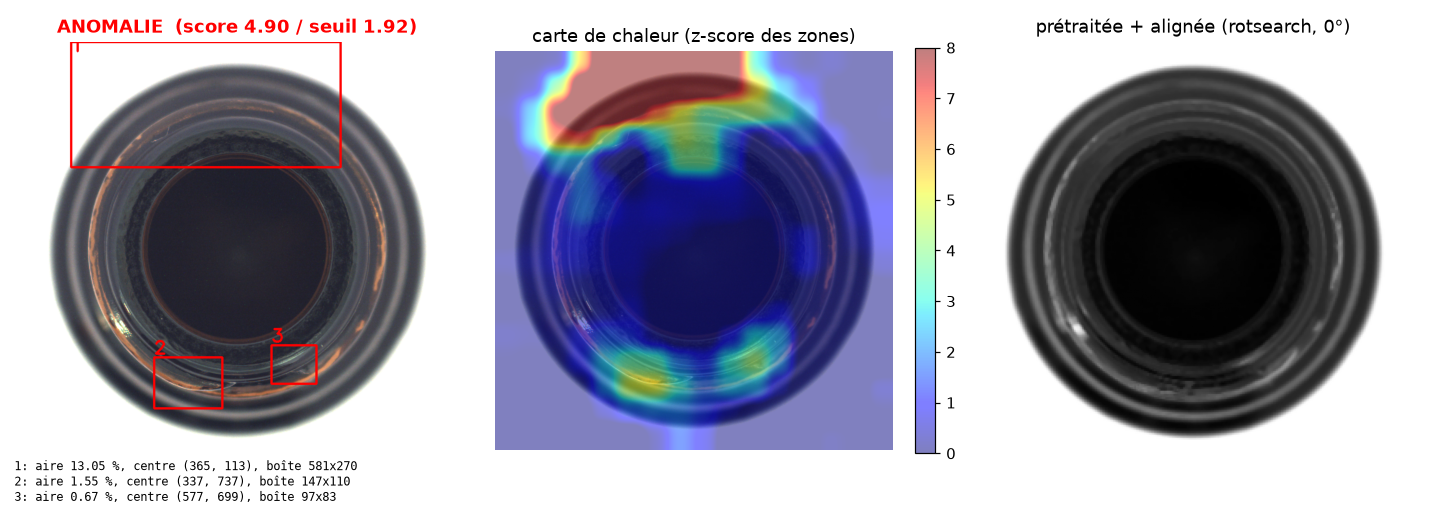 ANOMALIE  (score 4.90 / seuil 1.92)
2
3
1: aire 13.05 %, centre (365, 113), boîte 581x270
2: aire 1.55 %, centre (337, 737), boîte 147x110
3: aire 0.67 %, centre (577, 699), boîte 97x83
carte de chaleur (z-score des zones)
8
7
6
5
4
3
2
1
0
prétraitée + alignée (rotsearch, 0°)